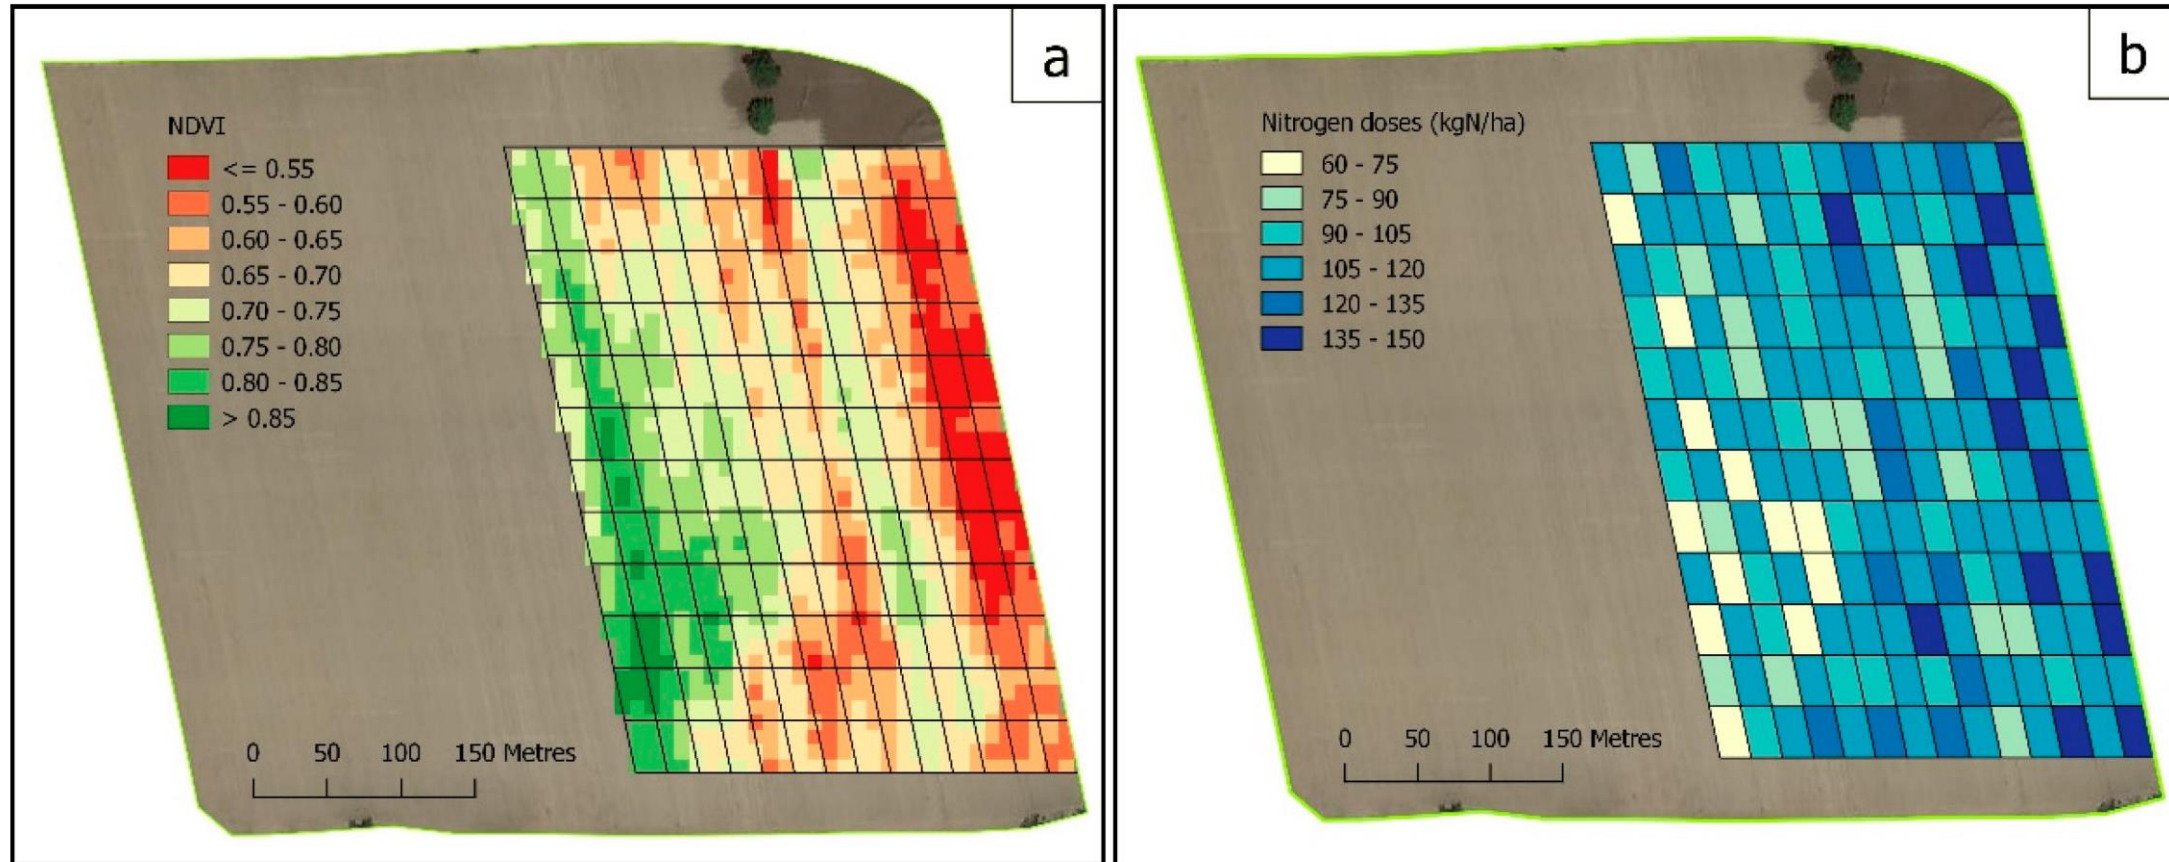 a
NDVI
<= 0.55
0.55 - 0.60
0.60 - 0.65
0.65 - 0.70
0.70 - 0.75
0.75 - 0.80
0.80 - 0.85
> 0.85
0 50 100 150 Metres
b
Nitrogen doses (kgN/ha)
60 - 75
75 - 90
90 - 105
105 - 120
120 - 135
135 - 150
0 50 100 150 Metres